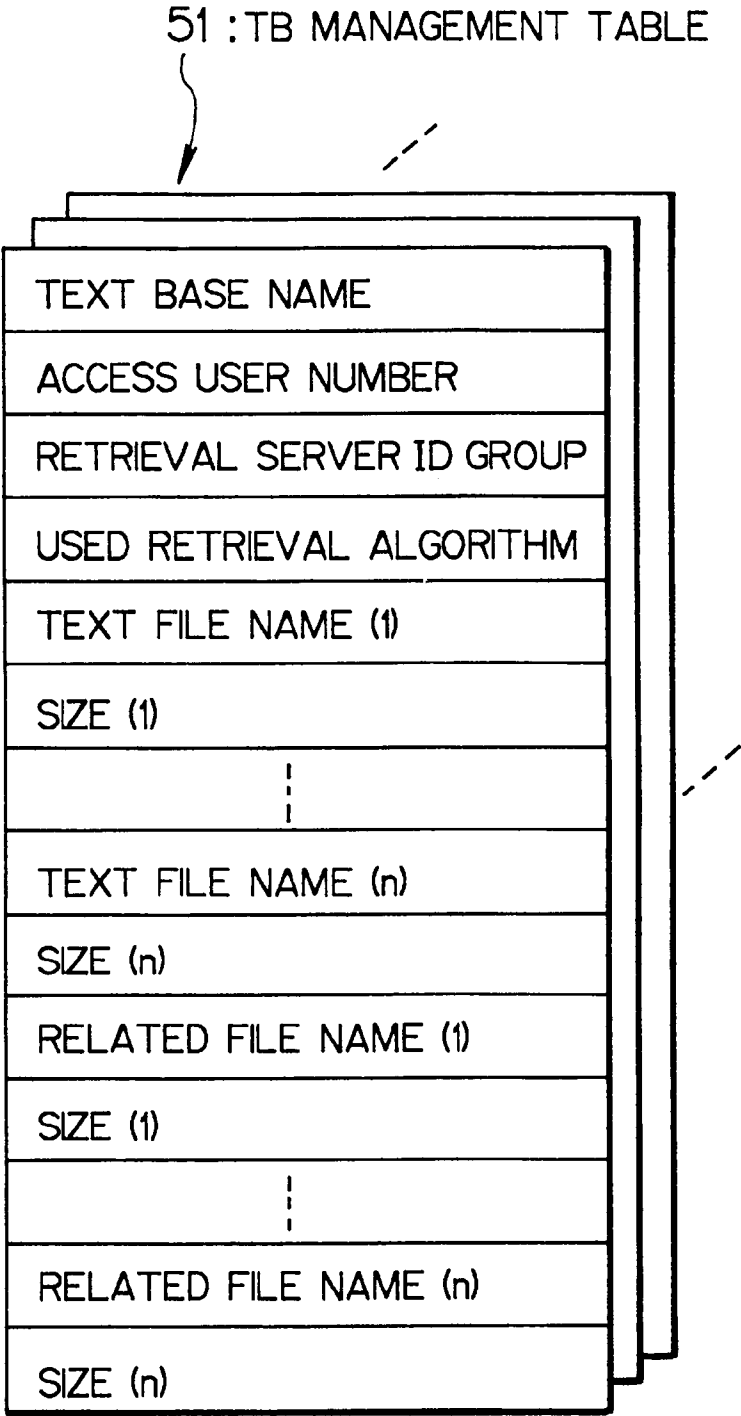 51 : TB MANAGEMENT TABLE
TEXT BASE NAME
ACCESS USER NUMBER
RETRIEVAL SERVER ID GROUP
USED RETRIEVAL ALGORITHM
TEXT FILE NAME (1)
SIZE (1)
TEXT FILE NAME (n)
SIZE (n)
RELATED FILE NAME (1)
SIZE (1)
RELATED FILE NAME (n)
SIZE (n)